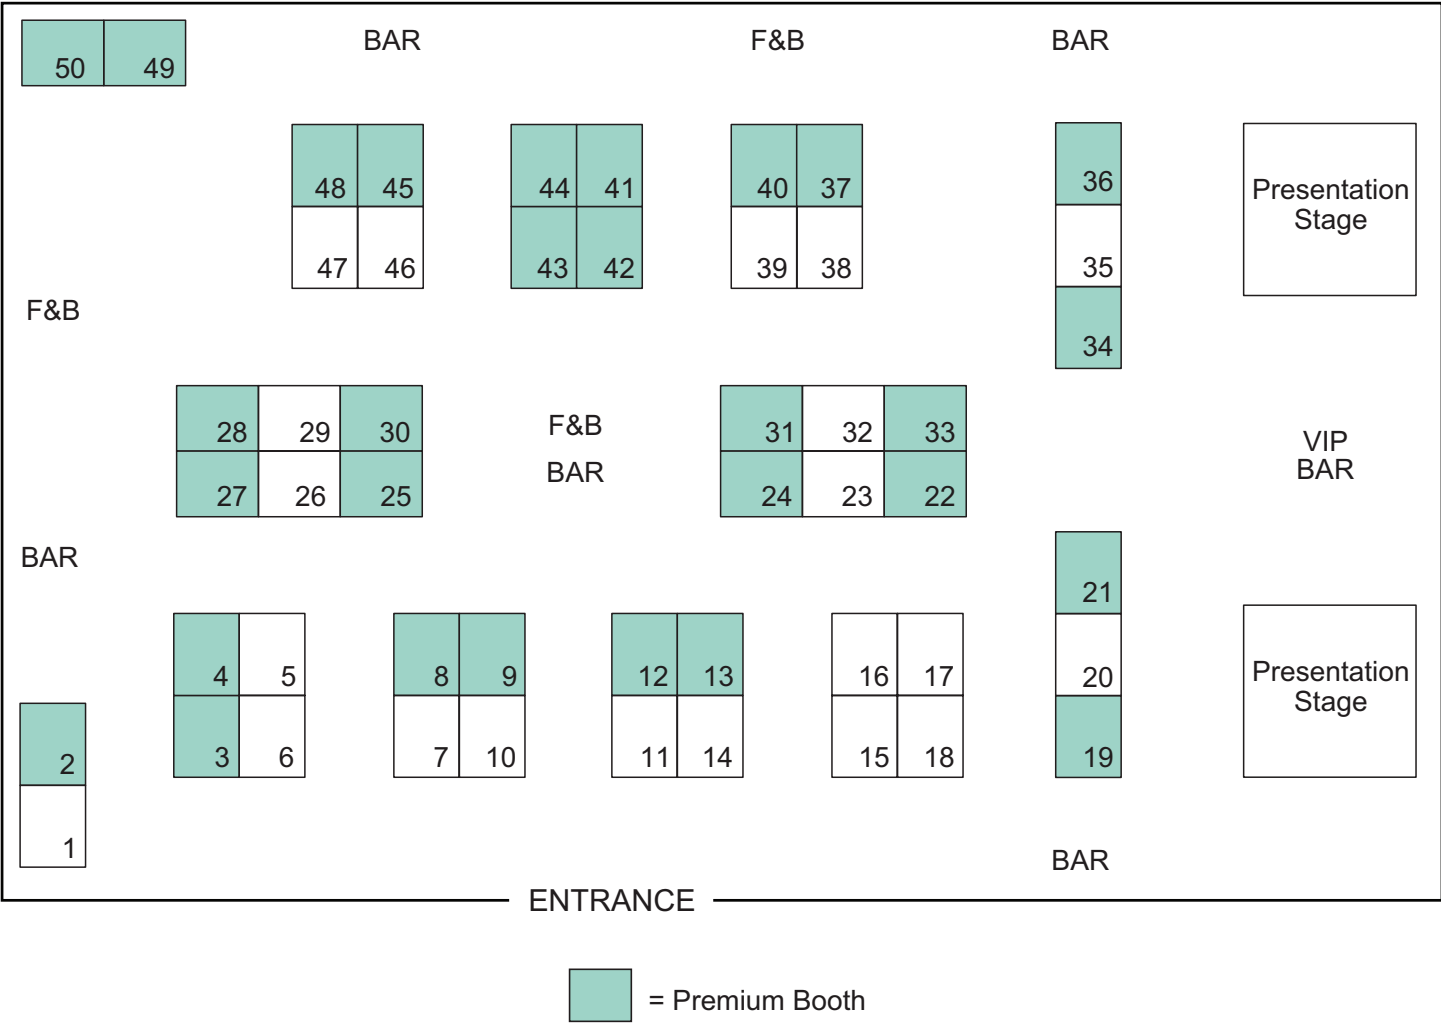 BAR F&B BAR
50 49
48 45 44 41 40 37 36
Presentation
Stage
47 46 43 42 39 38 35
F&B
34
28 29 30 F&B 31 32 33
VIP
BAR
BAR
27 26 25 24 23 22
BAR
21
4 5 8 9 12 13 16 17 20
Presentation
Stage
2 3 6 7 10 11 14 15 18 19
1
BAR
ENTRANCE
= Premium Booth